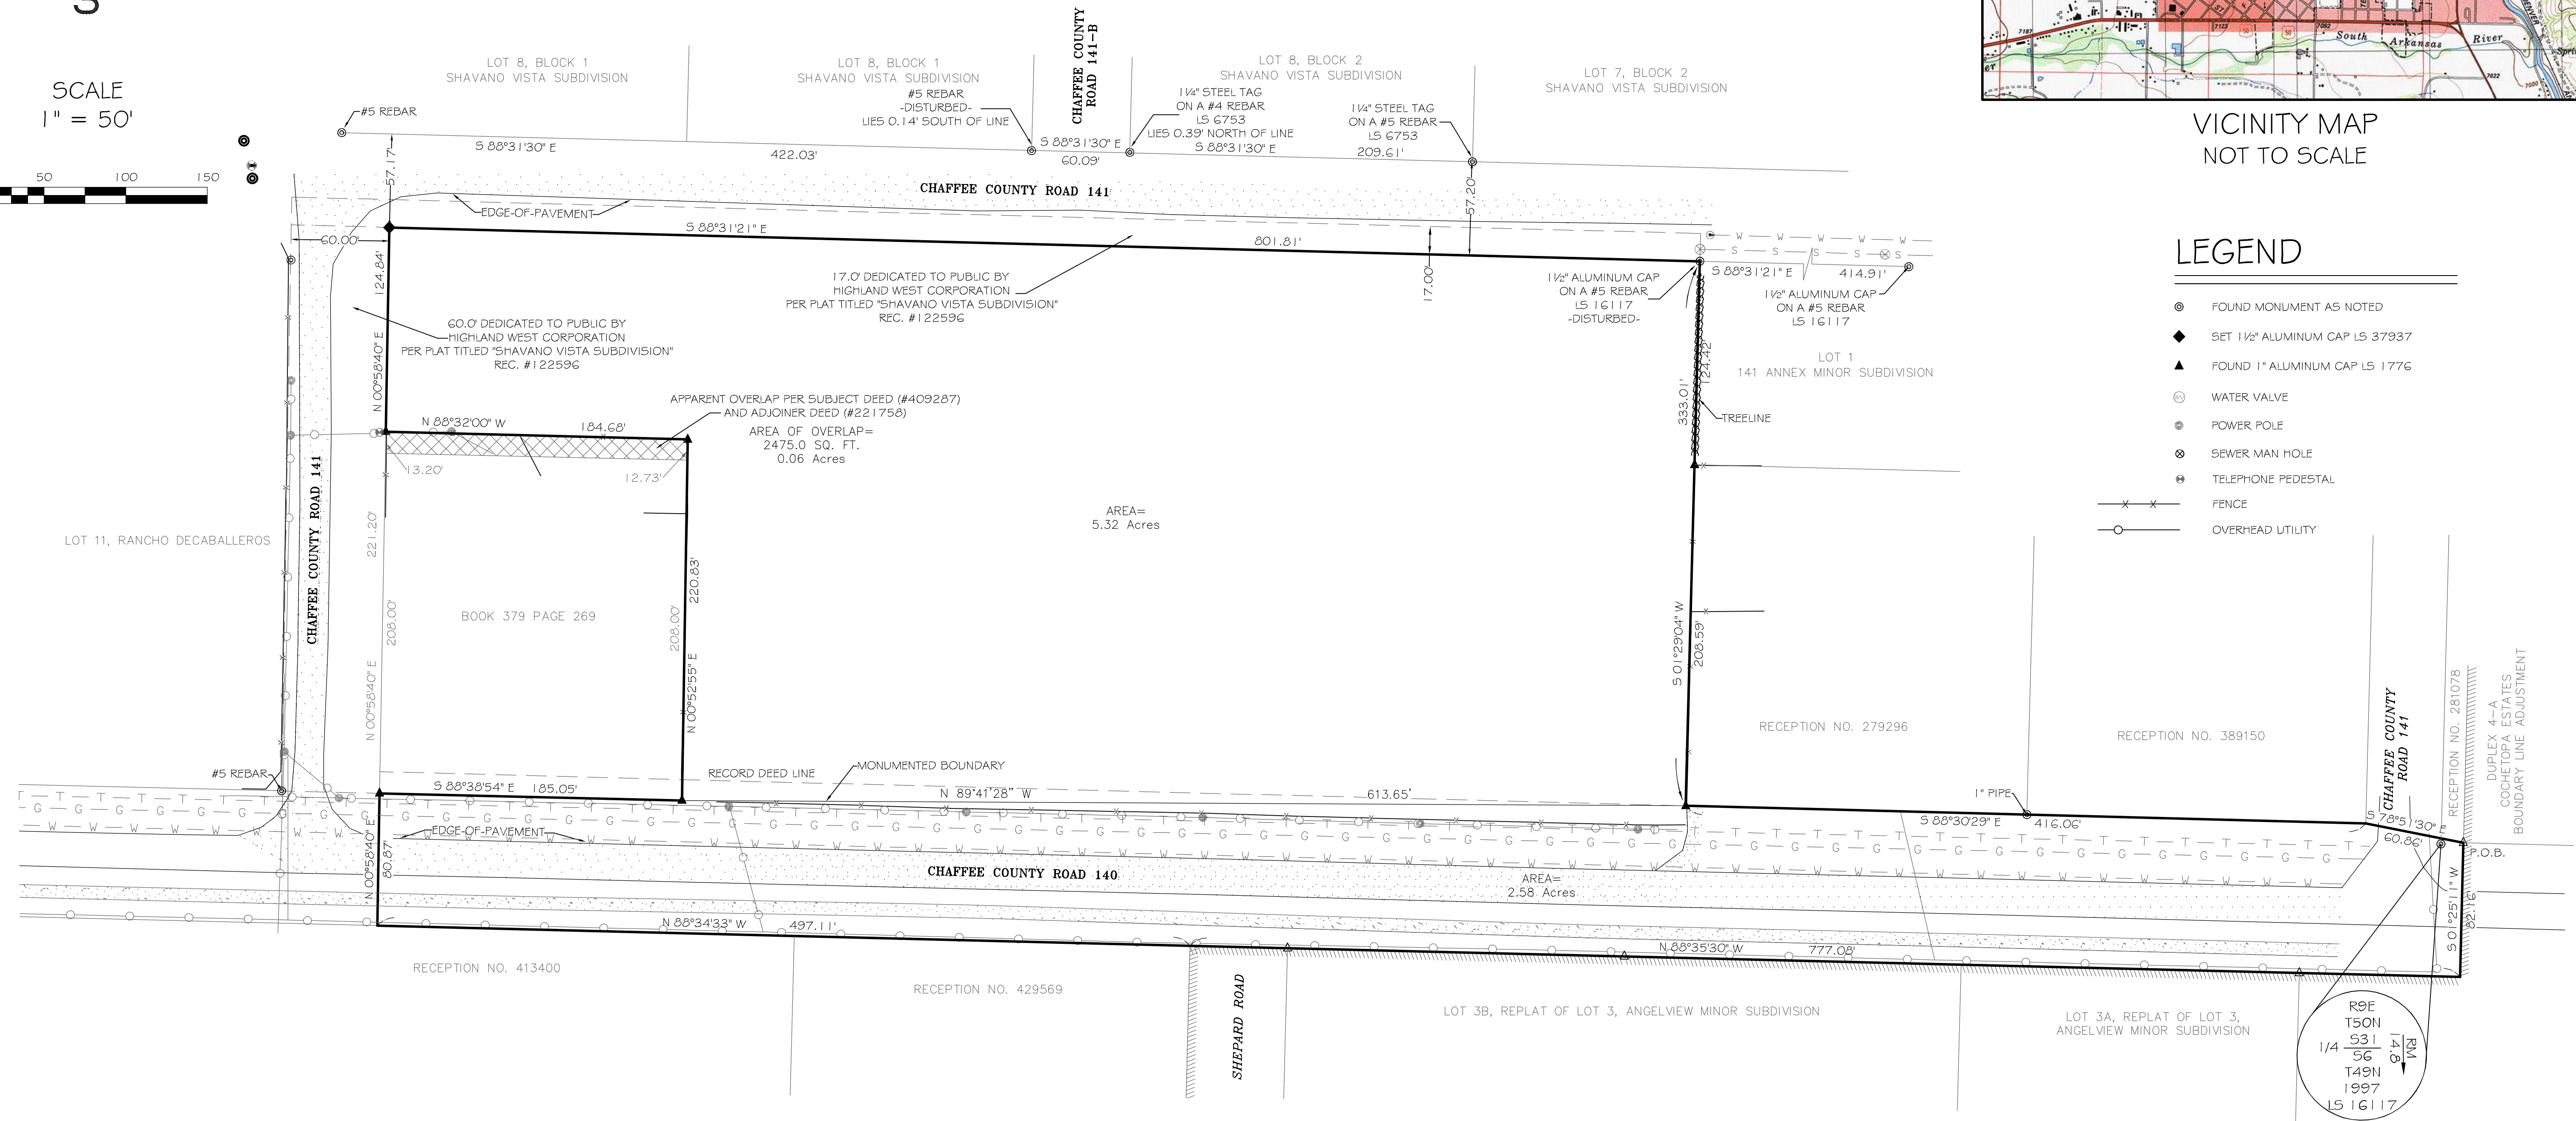 S
SCALE
1" = 50'
50 100 150
LOT 8, BLOCK 1
SHAVANO VISTA SUBDIVISION
LOT 8, BLOCK 1
SHAVANO VISTA SUBDIVISION
CHAFFEE COUNTY
ROAD 141-B
LOT 8, BLOCK 2
SHAVANO VISTA SUBDIVISION
LOT 7, BLOCK 2
SHAVANO VISTA SUBDIVISION
#5 REBAR
#5 REBAR
-DISTURBED-
LIES 0.14' SOUTH OF LINE
1¼" STEEL TAG
ON A #4 REBAR
LS 6753
LIES 0.39' NORTH OF LINE
1¼" STEEL TAG
ON A #5 REBAR
LS 6753
S 88°31'30" E
422.03'
S 88°31'30" E
60.09'
S 88°31'30" E
209.61'
57.17'
57.20'
CHAFFEE COUNTY ROAD 141
EDGE-OF-PAVEMENT
60.00'
S 88°31'21" E
801.81'
17.00'
124.84'
N 00°58'40" E
17.0' DEDICATED TO PUBLIC BY
HIGHLAND WEST CORPORATION
PER PLAT TITLED "SHAVANO VISTA SUBDIVISION"
REC. #122596
60.0' DEDICATED TO PUBLIC BY
HIGHLAND WEST CORPORATION
PER PLAT TITLED "SHAVANO VISTA SUBDIVISION"
REC. #122596
1½" ALUMINUM CAP
ON A #5 REBAR
LS 16117
-DISTURBED-
W W W W W
S S S S
S 88°31'21" E
414.91'
1½" ALUMINUM CAP
ON A #5 REBAR
LS 16117
LOT 1
141 ANNEX MINOR SUBDIVISION
124.42'
333.01'
TREELINE
APPARENT OVERLAP PER SUBJECT DEED (#409287)
AND ADJOINER DEED (#221758)
AREA OF OVERLAP=
2475.0 SQ. FT.
0.06 Acres
N 88°32'00" W
184.68'
13.20'
12.73'
AREA=
5.32 Acres
LOT 11, RANCHO DECABALLEROS
CHAFFEE COUNTY ROAD 141
221.20'
208.00'
N 00°58'40" E
BOOK 379 PAGE 269
208.00'
220.83'
N 00°52'55" E
S 01°29'04" W
208.59'
RECEPTION NO. 279296
RECEPTION NO. 389150
CHAFFEE COUNTY
ROAD 141
RECEPTION NO. 281078
DUPLEX 4-A
COCHETOPA ESTATES
BOUNDARY LINE ADJUSTMENT
#5 REBAR
RECORD DEED LINE
MONUMENTED BOUNDARY
S 88°38'54" E 185.05'
N 89°41'28" W
613.65'
1" PIPE
S 88°30'29" E
416.06'
S 78°51'30" E
60.86'
P.O.B.
EDGE-OF-PAVEMENT
N 00°58'40" E
80.87'
CHAFFEE COUNTY ROAD 140
AREA=
2.58 Acres
S 01°25'11" W
82.16'
N 88°34'33" W
497.11'
N 88°35'30" W
777.08'
RECEPTION NO. 413400
RECEPTION NO. 429569
SHEPARD ROAD
LOT 3B, REPLAT OF LOT 3, ANGELVIEW MINOR SUBDIVISION
LOT 3A, REPLAT OF LOT 3,
ANGELVIEW MINOR SUBDIVISION
R9E
T50N
1/4 S31
S6
T49N
1997
LS 16117
RM
14.8
South Arkansas River
7187
7123
7092
7022
7000
50
50
VICINITY MAP
NOT TO SCALE
LEGEND
FOUND MONUMENT AS NOTED
SET 1½" ALUMINUM CAP LS 37937
FOUND 1" ALUMINUM CAP LS 1776
WATER VALVE
POWER POLE
SEWER MAN HOLE
TELEPHONE PEDESTAL
FENCE
OVERHEAD UTILITY